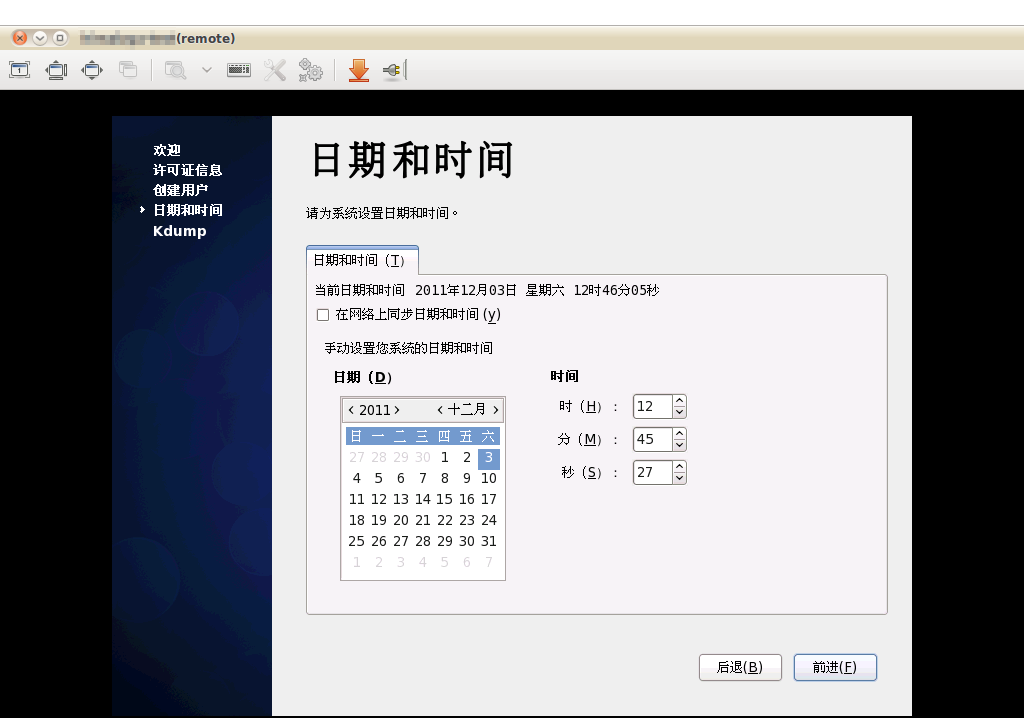 (remote)
欢迎
许可证信息
创建用户
日期和时间
Kdump
日期和时间
请为系统设置日期和时间。
日期和时间（T）
当前日期和时间 2011年12月03日 星期六 12时46分05秒
在网络上同步日期和时间 (y)
手动设置您系统的日期和时间
日期（D）
2011 十二月
日 一 二 三 四 五 六
27 28 29 30 1 2 3
4 5 6 7 8 9 10
11 12 13 14 15 16 17
18 19 20 21 22 23 24
25 26 27 28 29 30 31
1 2 3 4 5 6 7
时间
时（H）： 12
分（M）： 45
秒（S）： 27
后退(B) 前进(F)